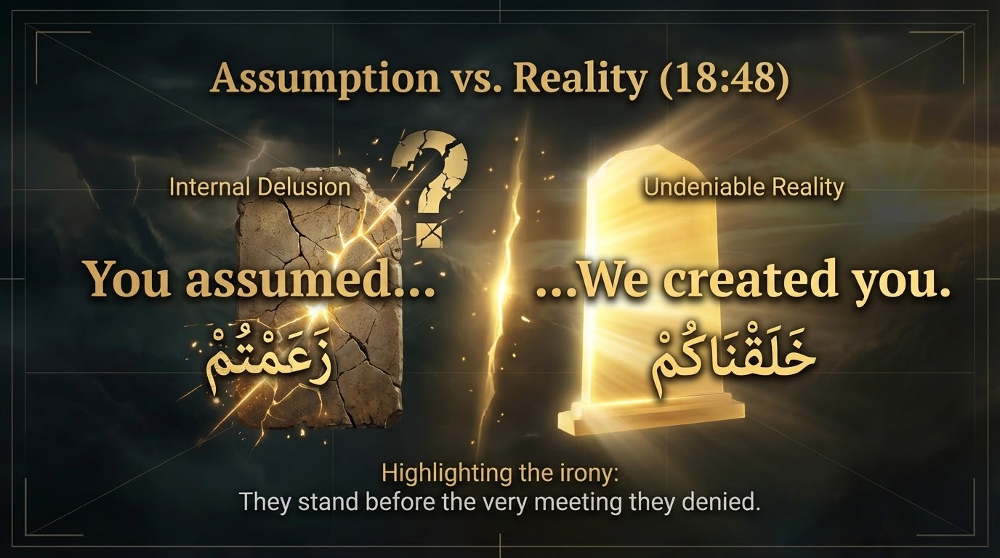 Assumption vs. Reality (18:48)
?
Internal Delusion
Undeniable Reality
You assumed...
...We created you.
زَعَمْتُمْ
خَلَقْنَاكُمْ
Highlighting the irony:
They stand before the very meeting they denied.